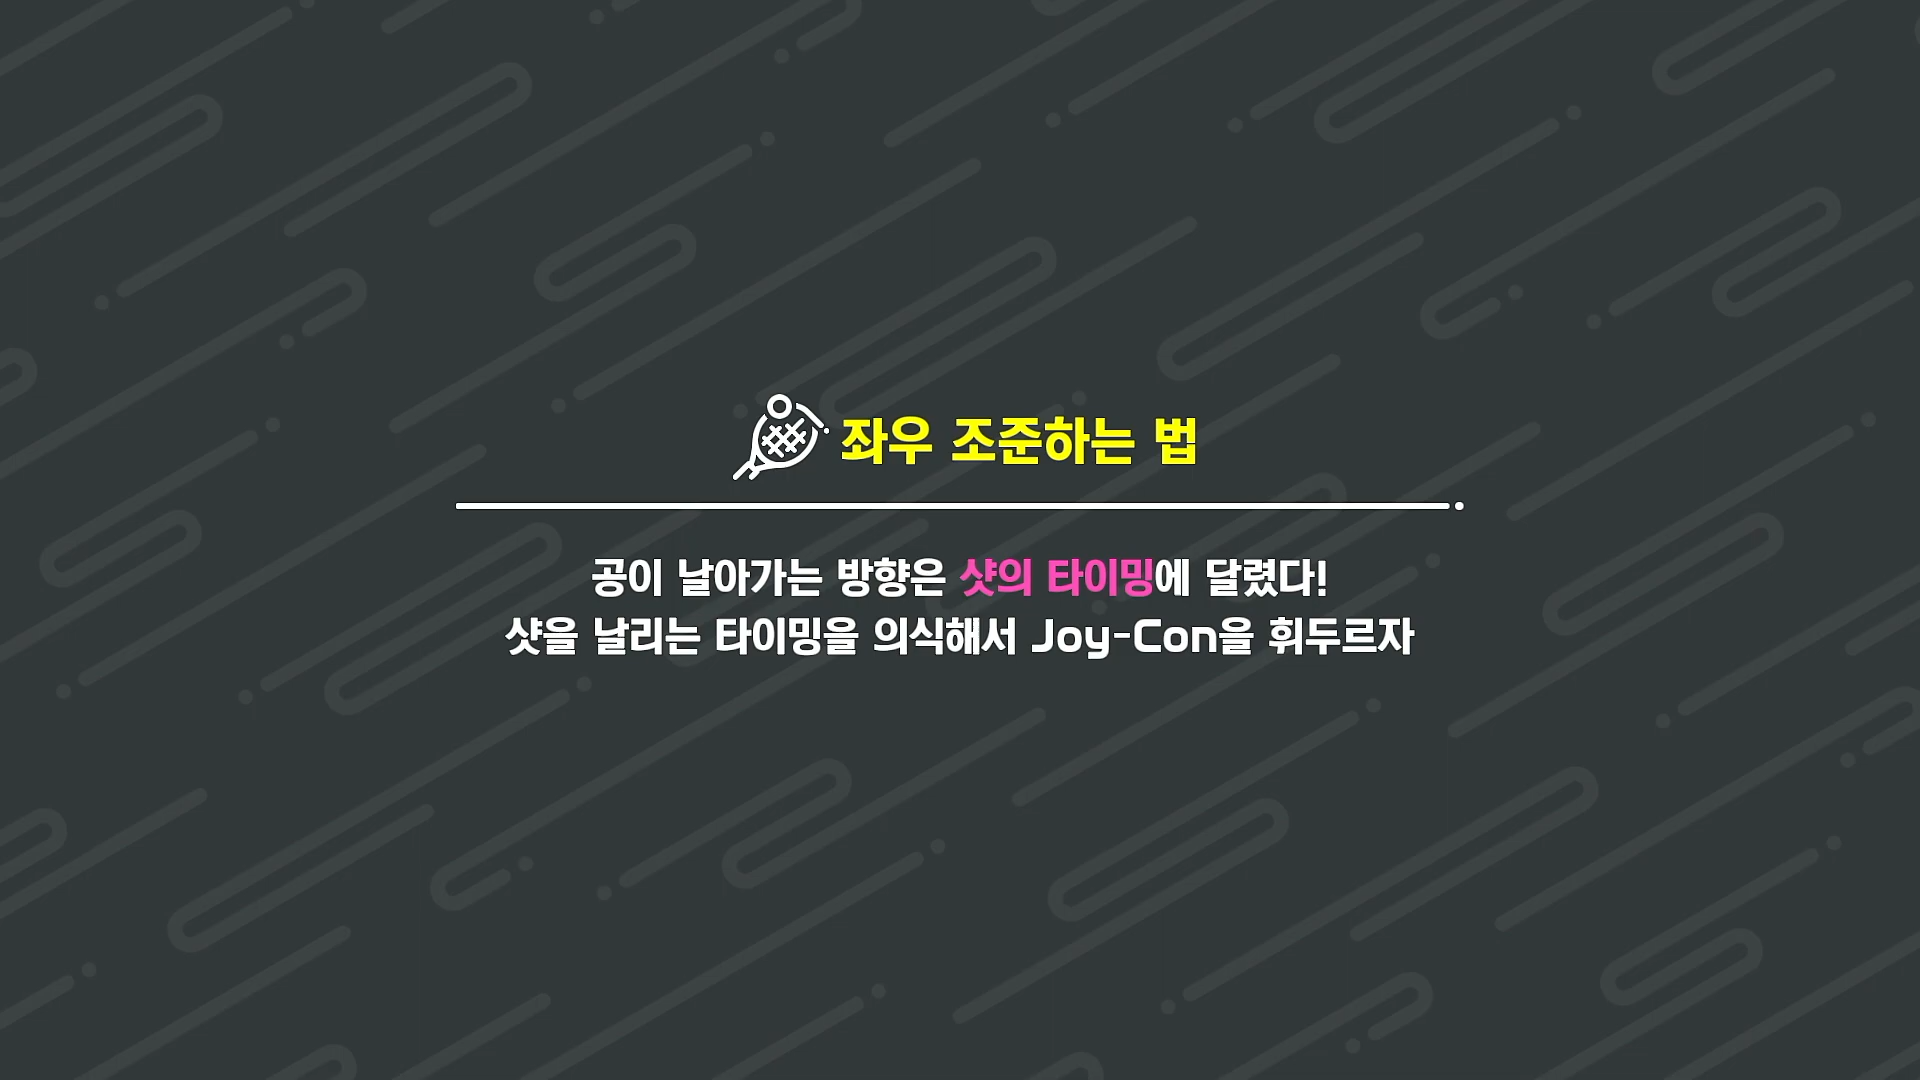 좌우 조준하는 법
공이 날아가는 방향은 샷의 타이밍에 달렸다!
샷을 날리는 타이밍을 의식해서 Joy-Con을 휘두르자